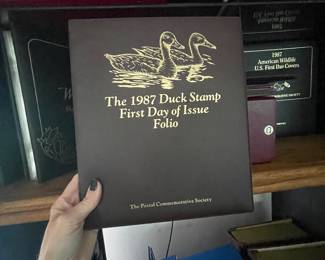 The 1987 Duck Stamp
First Day of Issue
Folio
The Postal Commemorative Society
1987
American Wildlife
U.S. First Day Covers